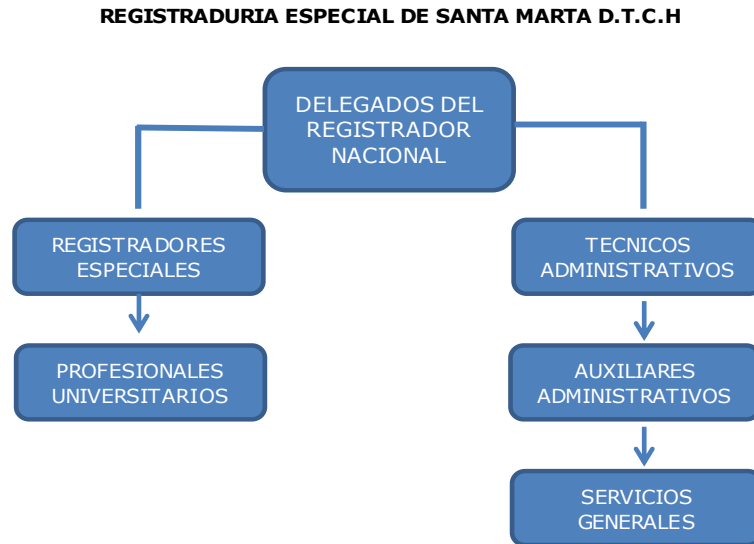 REGISTRADURIA ESPECIAL DE SANTA MARTA D.T.C.H
DELEGADOS DEL
REGISTRADOR
NACIONAL
REGISTRADORES
ESPECIALES
TECNICOS
ADMINISTRATIVOS
PROFESIONALES
UNIVERSITARIOS
AUXILIARES
ADMINISTRATIVOS
SERVICIOS
GENERALES